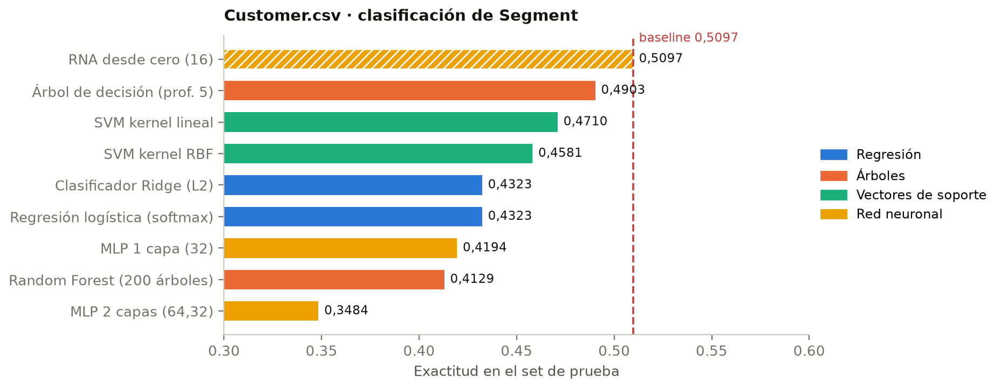 Customer.csv · clasificación de Segment
baseline 0,5097
RNA desde cero (16)
0,5097
Árbol de decisión (prof. 5)
0,4903
SVM kernel lineal
0,4710
SVM kernel RBF
0,4581
Clasificador Ridge (L2)
0,4323
Regresión logística (softmax)
0,4323
MLP 1 capa (32)
0,4194
Random Forest (200 árboles)
0,4129
MLP 2 capas (64,32)
0,3484
Regresión
Árboles
Vectores de soporte
Red neuronal
0.30 0.35 0.40 0.45 0.50 0.55 0.60
Exactitud en el set de prueba